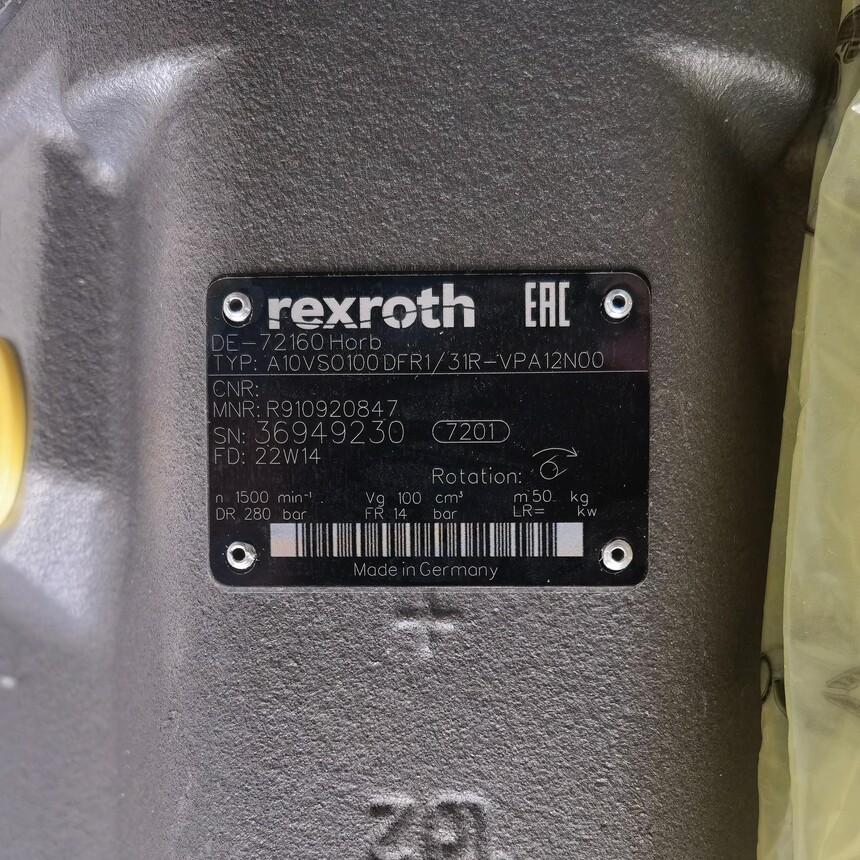 rexroth EAC
DE-72160 Horb
TYP: A10VSO100 DFR1/31R-VPA12N00
CNR:
MNR: R910920847
SN: 36949230 7201
FD: 22W14
Rotation:
n 1500 min⁻¹ Vg 100 cm³ m 50 kg
DR 280 bar FR 14 bar LR= kw
Made in Germany